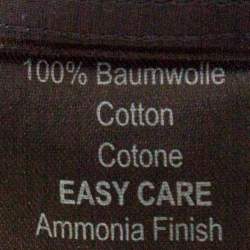 100% Baumwolle
Cotton
Cotone
EASY CARE
Ammonia Finish